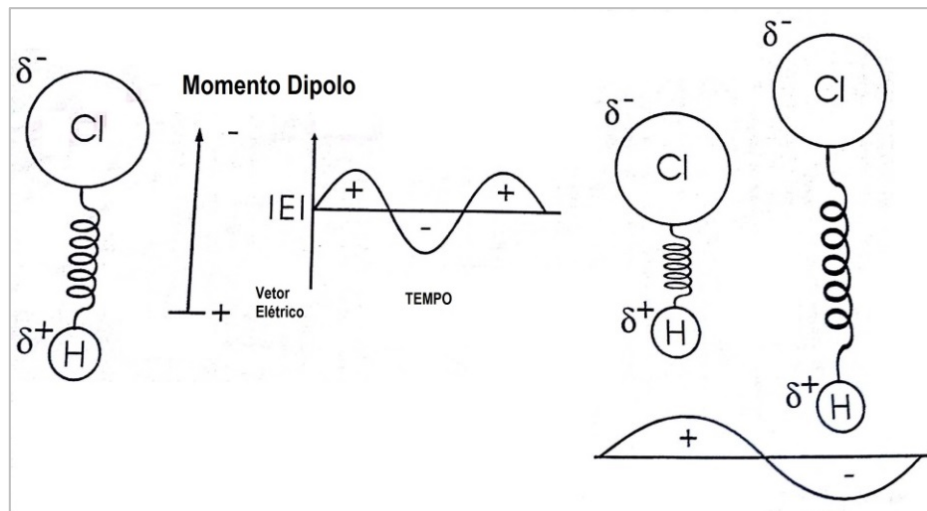 δ⁻
Cl
δ⁺
H
Momento Dipolo
-
+
|E|
+
-
+
Vetor
Elétrico
TEMPO
δ⁻
Cl
δ⁺
H
δ⁻
Cl
δ⁺
H
+
-